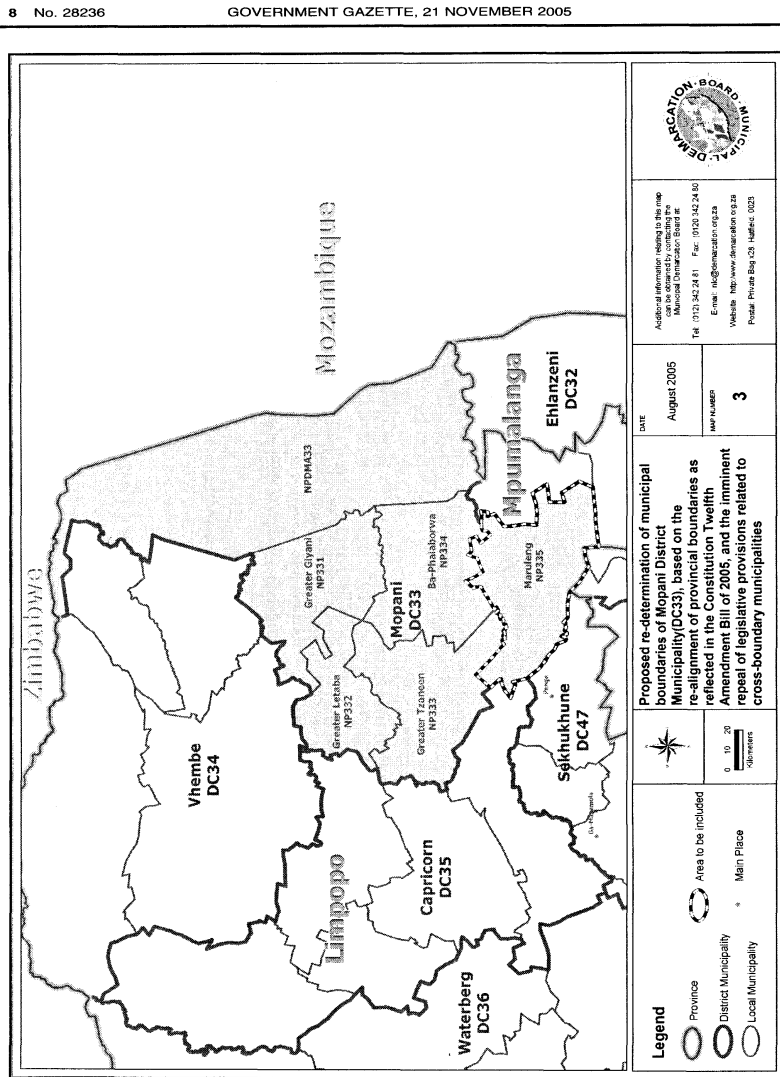 8 No. 28236 GOVERNMENT GAZETTE, 21 NOVEMBER 2005
Zimbabwe
Mozambique
Limpopo
Mpumalanga
Vhembe
DC34
NPDMA33
Greater Giyani
NP331
Greater Letaba
NP332
Mopani
DC33
Ba-Phalaborwa
NP334
Greater Tzaneen
NP333
Maruleng
NP335
Ehlanzeni
DC32
Capricorn
DC35
Sekhukhune
DC47
Waterberg
DC36
Legend
Province
District Municipality
Local Municipality
Area to be included
Main Place
0 10 20
Kilometers
Proposed re-determination of municipal
boundaries of Mopani District
Municipality(DC33), based on the
re-alignment of provincial boundaries as
reflected in the Constitution Twelfth
Amendment Bill of 2005, and the imminent
repeal of legislative provisions related to
cross-boundary municipalities
DATE
August 2005
MAP NUMBER
3
Additional information relating to this map
can be obtained by contacting the
Municipal Demarcation Board at:
Tel: (012) 342 24 81 Fax: (0120 342 24 80
E-mail: nic@demarcation.org.za
Website: http:/www.demarcation.org.za
Postal: Private Bag x28 Hatfield. 0028
MUNICIPAL · DEMARCATION · BOARD